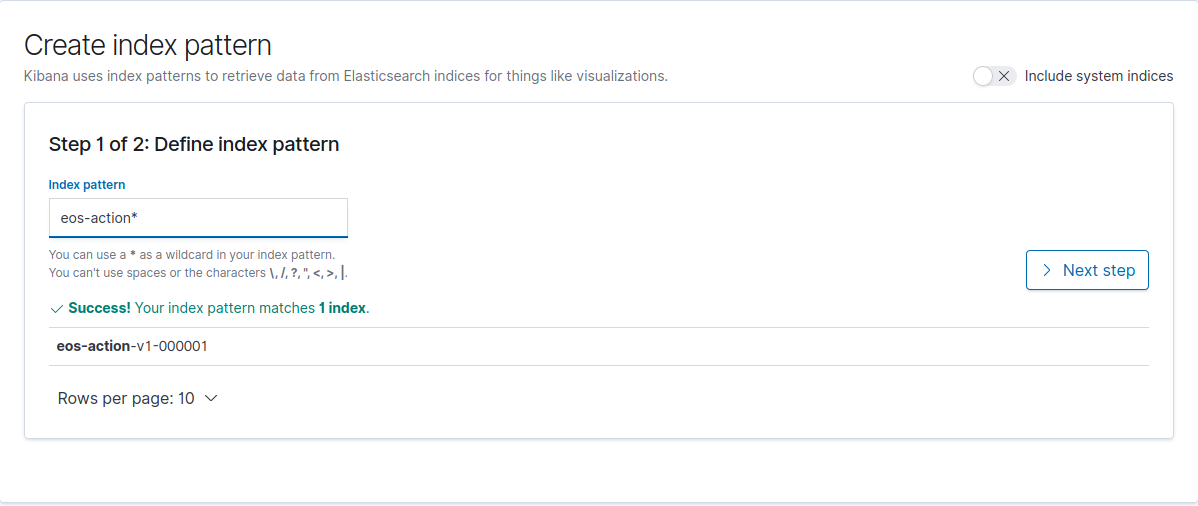 Create index pattern
Kibana uses index patterns to retrieve data from Elasticsearch indices for things like visualizations.
Include system indices
Step 1 of 2: Define index pattern
Index pattern
eos-action*
You can use a * as a wildcard in your index pattern.
You can't use spaces or the characters \, /, ?, ", <, >, |.
Next step
Success! Your index pattern matches 1 index.
eos-action-v1-000001
Rows per page: 10